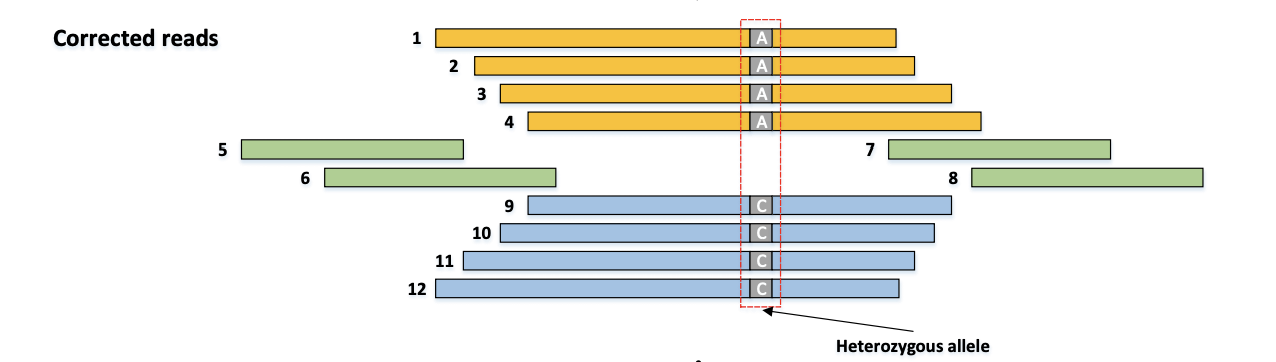 Corrected reads
1 A
2 A
3 A
4 A
5 7
6 8
9 C
10 C
11 C
12 C
Heterozygous allele